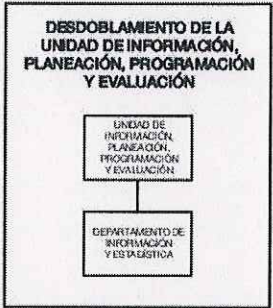 DESDOBLAMIENTO DE LA
UNIDAD DE INFORMACIÓN,
PLANEACIÓN, PROGRAMACIÓN
Y EVALUACIÓN
UNIDAD DE
INFORMACIÓN,
PLANEACIÓN,
PROGRAMACIÓN
Y EVALUACIÓN
DEPARTAMENTO DE
INFORMACIÓN
Y ESTADÍSTICA